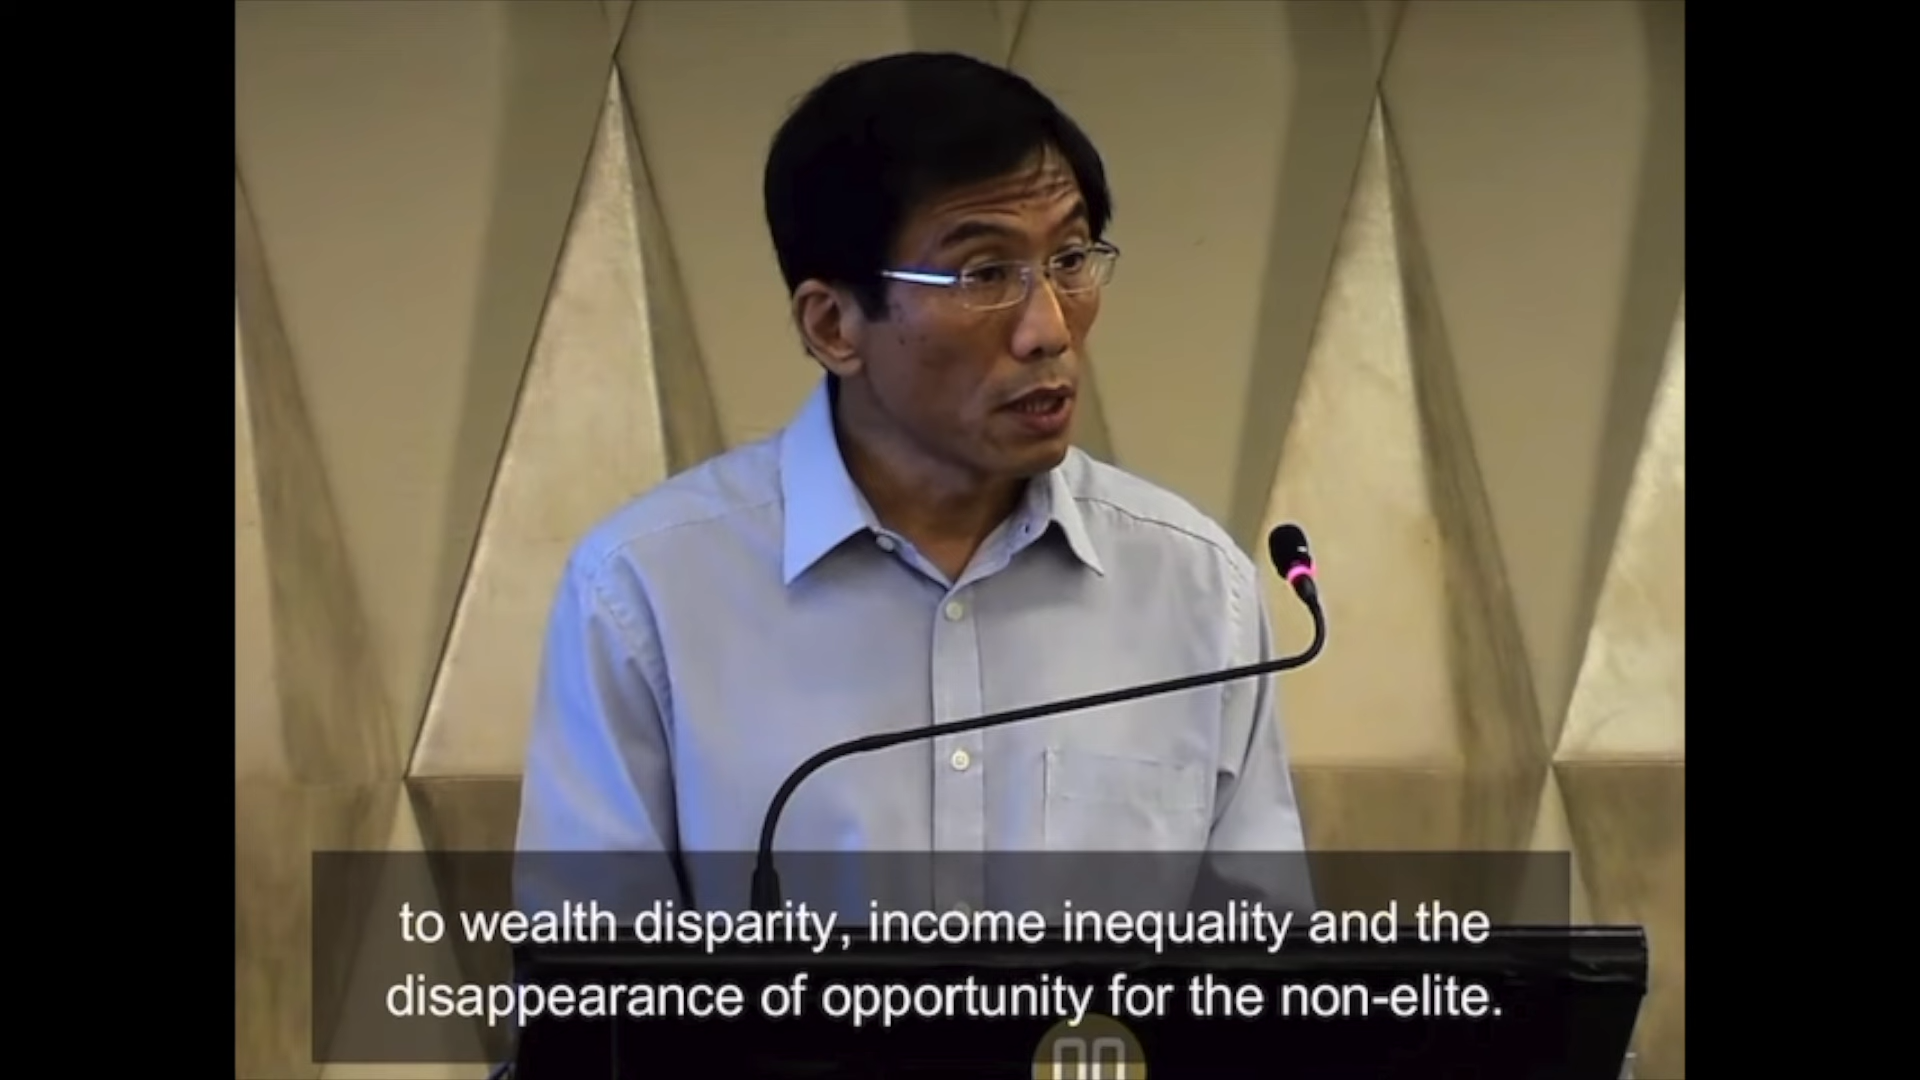 to wealth disparity, income inequality and the
disappearance of opportunity for the non-elite.